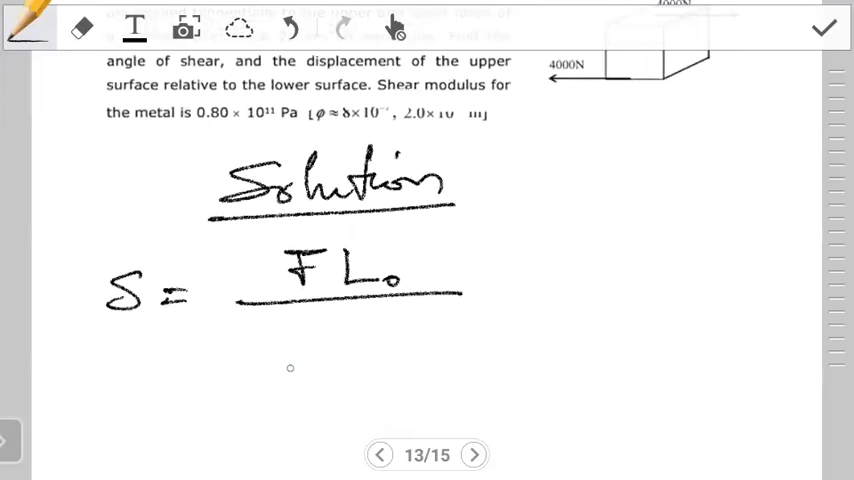 4000N
angle of shear, and the displacement of the upper
4000N
surface relative to the lower surface. Shear modulus for
the metal is 0.80 × 10¹¹ Pa
Solution
S = F L₀
13/15